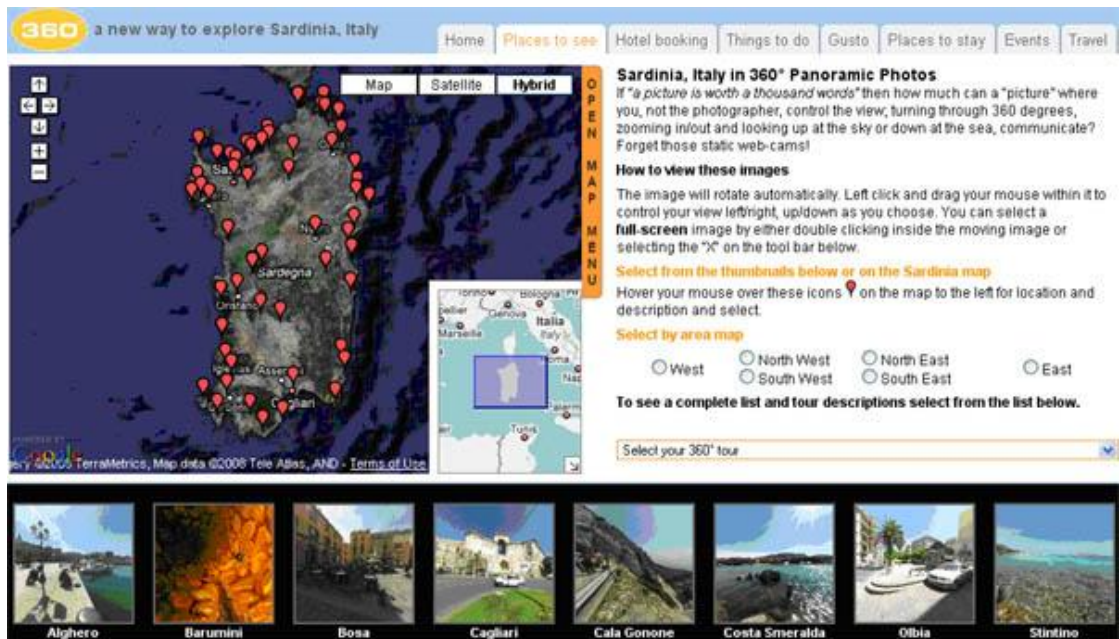 360 a new way to explore Sardinia, Italy
Home Places to see Hotel booking Things to do Gusto Places to stay Events Travel
Map Satellite Hybrid
OPEN MAP MENU
Sardegna
Cagliari
Bologna
Genova
Marseille
Italia
Italy
Tunis
POWERED BY
Google
©2008 TerraMetrics, Map data ©2008 Tele Atlas, AND - Terms of Use
Sardinia, Italy in 360° Panoramic Photos
If "a picture is worth a thousand words" then how much can a "picture" where
you, not the photographer, control the view; turning through 360 degrees,
zooming in/out and looking up at the sky or down at the sea, communicate?
Forget those static web-cams!
How to view these images
The image will rotate automatically. Left click and drag your mouse within it to
control your view left/right, up/down as you choose. You can select a
full-screen image by either double clicking inside the moving image or
selecting the "X" on the tool bar below.
Select from the thumbnails below or on the Sardinia map
Hover your mouse over these icons on the map to the left for location and
description and select.
Select by area map
West North West North East East
South West South East
To see a complete list and tour descriptions select from the list below.
Select your 360° tour
Alghero Barumini Bosa Cagliari Cala Gonone Costa Smeralda Olbia Stintino